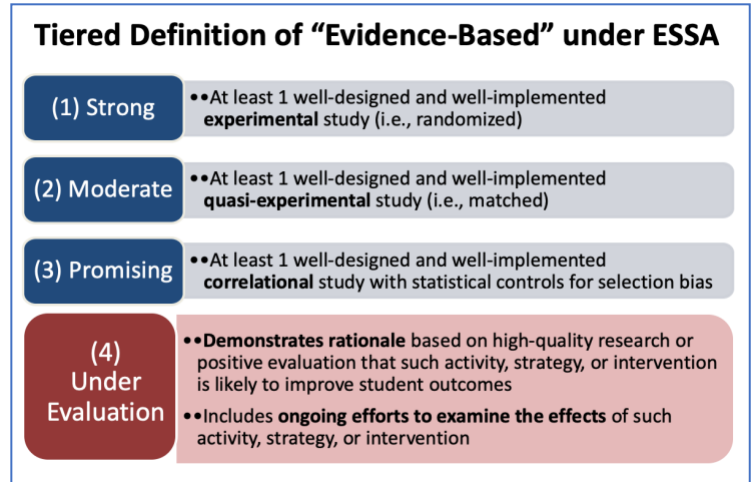 Tiered Definition of “Evidence-Based” under ESSA
(1) Strong
••At least 1 well-designed and well-implemented
experimental study (i.e., randomized)
(2) Moderate
••At least 1 well-designed and well-implemented
quasi-experimental study (i.e., matched)
(3) Promising
••At least 1 well-designed and well-implemented
correlational study with statistical controls for selection bias
(4)
Under
Evaluation
••Demonstrates rationale based on high-quality research or
positive evaluation that such activity, strategy, or intervention
is likely to improve student outcomes
••Includes ongoing efforts to examine the effects of such
activity, strategy, or intervention